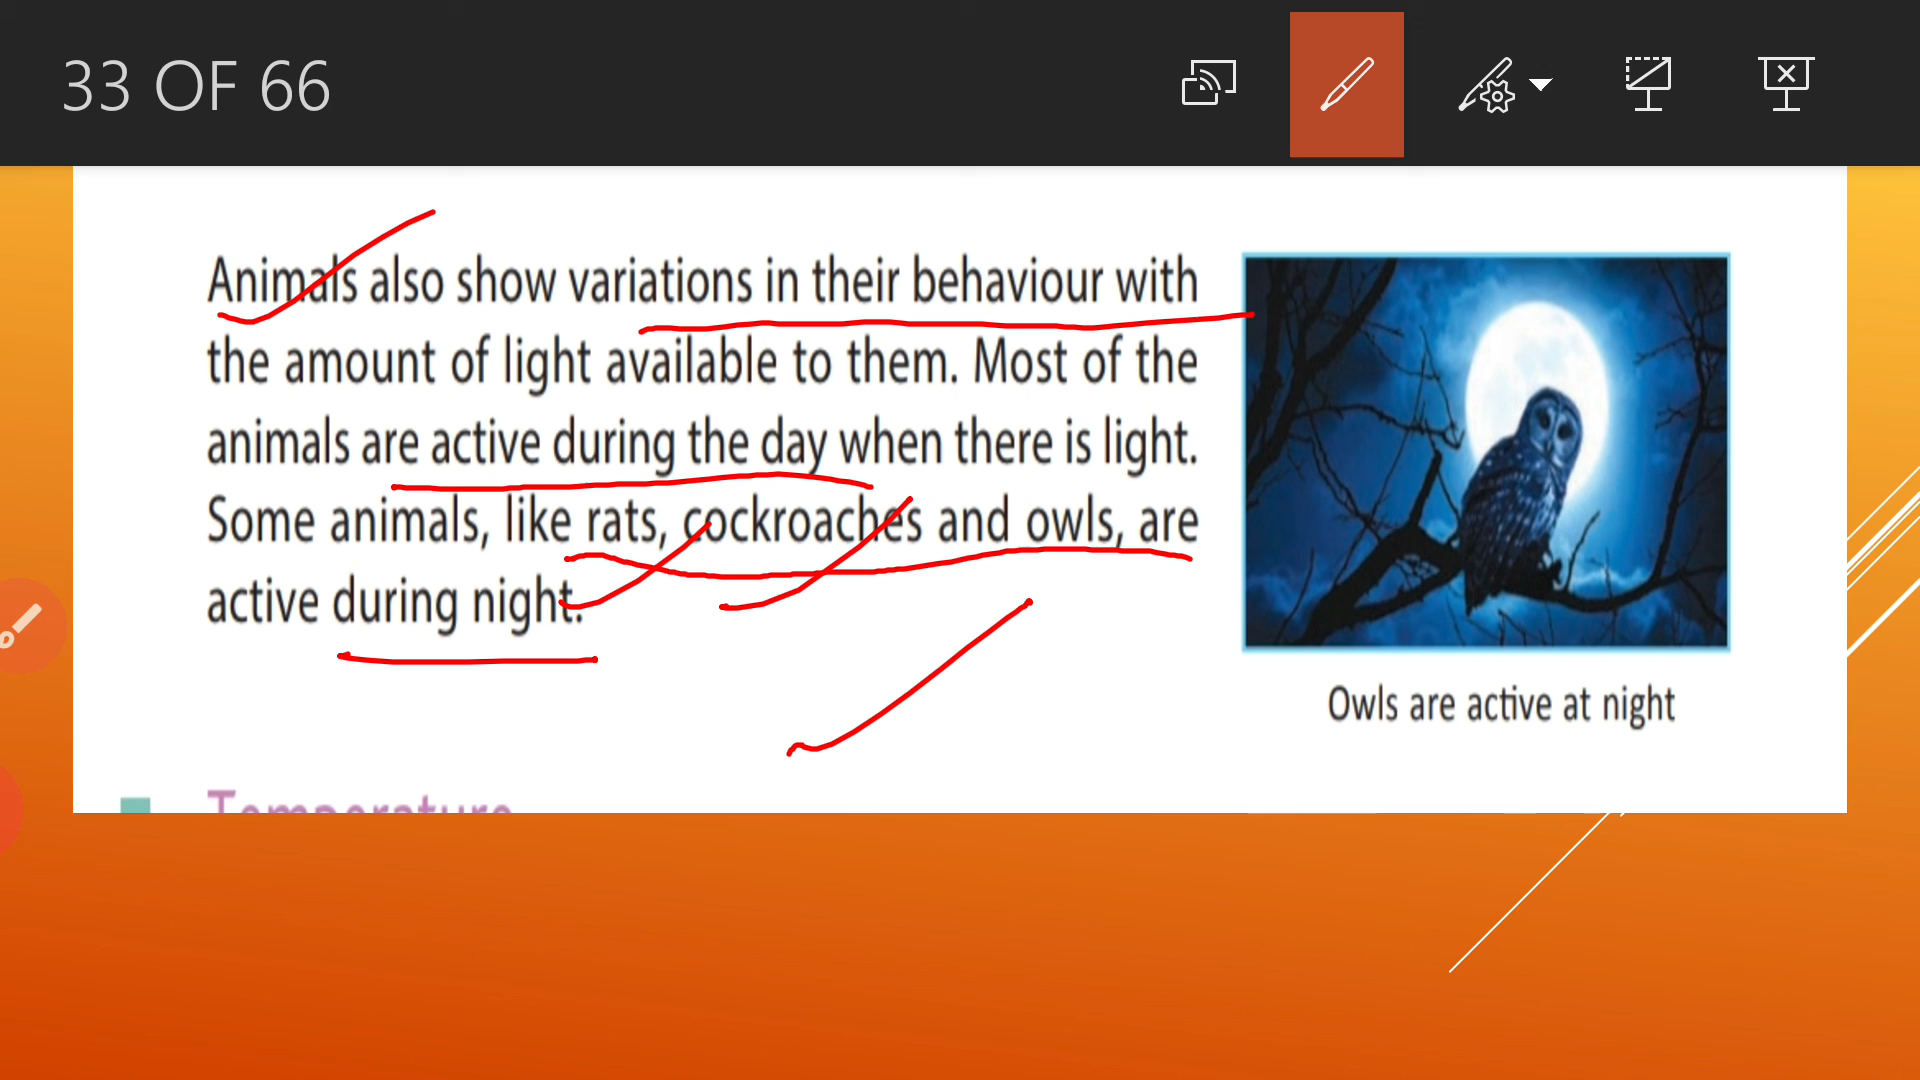 33 OF 66
Animals also show variations in their behaviour with
the amount of light available to them. Most of the
animals are active during the day when there is light.
Some animals, like rats, cockroaches and owls, are
active during night.
Owls are active at night
Temperature